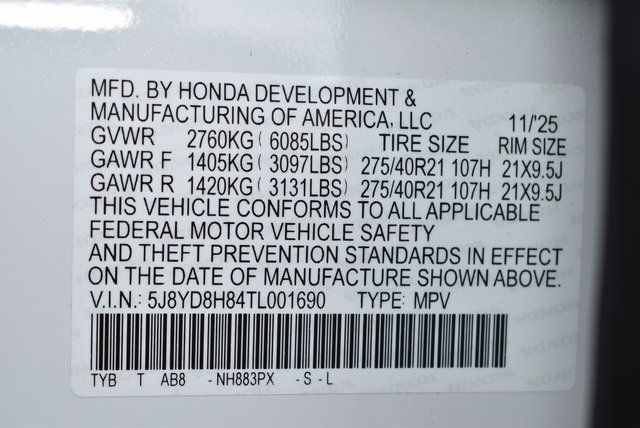 MFD. BY HONDA DEVELOPMENT &
MANUFACTURING OF AMERICA, LLC 11/'25
GVWR 2760KG ( 6085LBS) TIRE SIZE RIM SIZE
GAWR F 1405KG ( 3097LBS) 275/40R21 107H 21X9.5J
GAWR R 1420KG ( 3131LBS) 275/40R21 107H 21X9.5J
THIS VEHICLE CONFORMS TO ALL APPLICABLE
FEDERAL MOTOR VEHICLE SAFETY
AND THEFT PREVENTION STANDARDS IN EFFECT
ON THE DATE OF MANUFACTURE SHOWN ABOVE.
V.I.N.: 5J8YD8H84TL001690 TYPE: MPV
TYB T AB8 -NH883PX -S-L